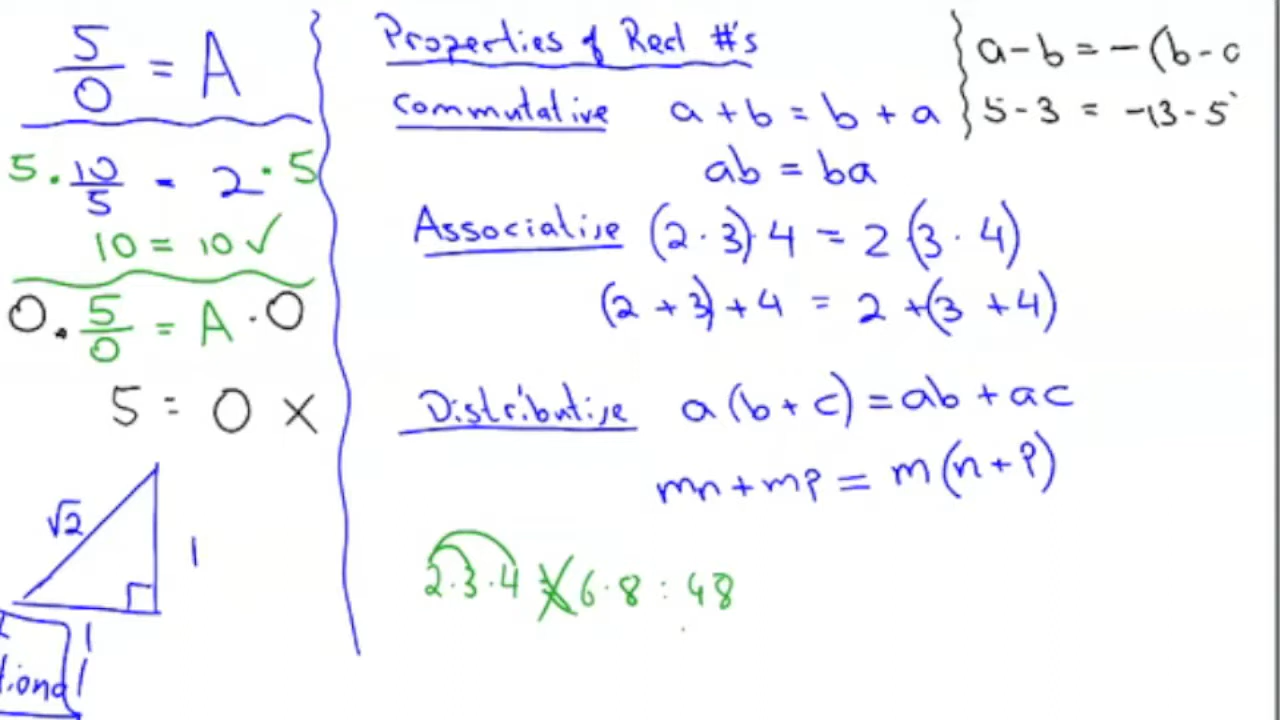 5/0 = A
5 · 10/5 = 2 · 5
10 = 10 ✓
0 · 5/0 = A · 0
5 = 0 ×
√2
1
1
tional
Properties of Real #'s
Commutative a + b = b + a
ab = ba
Associative (2 · 3) · 4 = 2 (3 · 4)
(2 + 3) + 4 = 2 + (3 + 4)
Distributive a (b + c) = ab + ac
mn + mp = m (n + p)
2 · 3 · 4 = 6 · 8 = 48
a - b = - (b -
5 - 3 = - (3 - 5